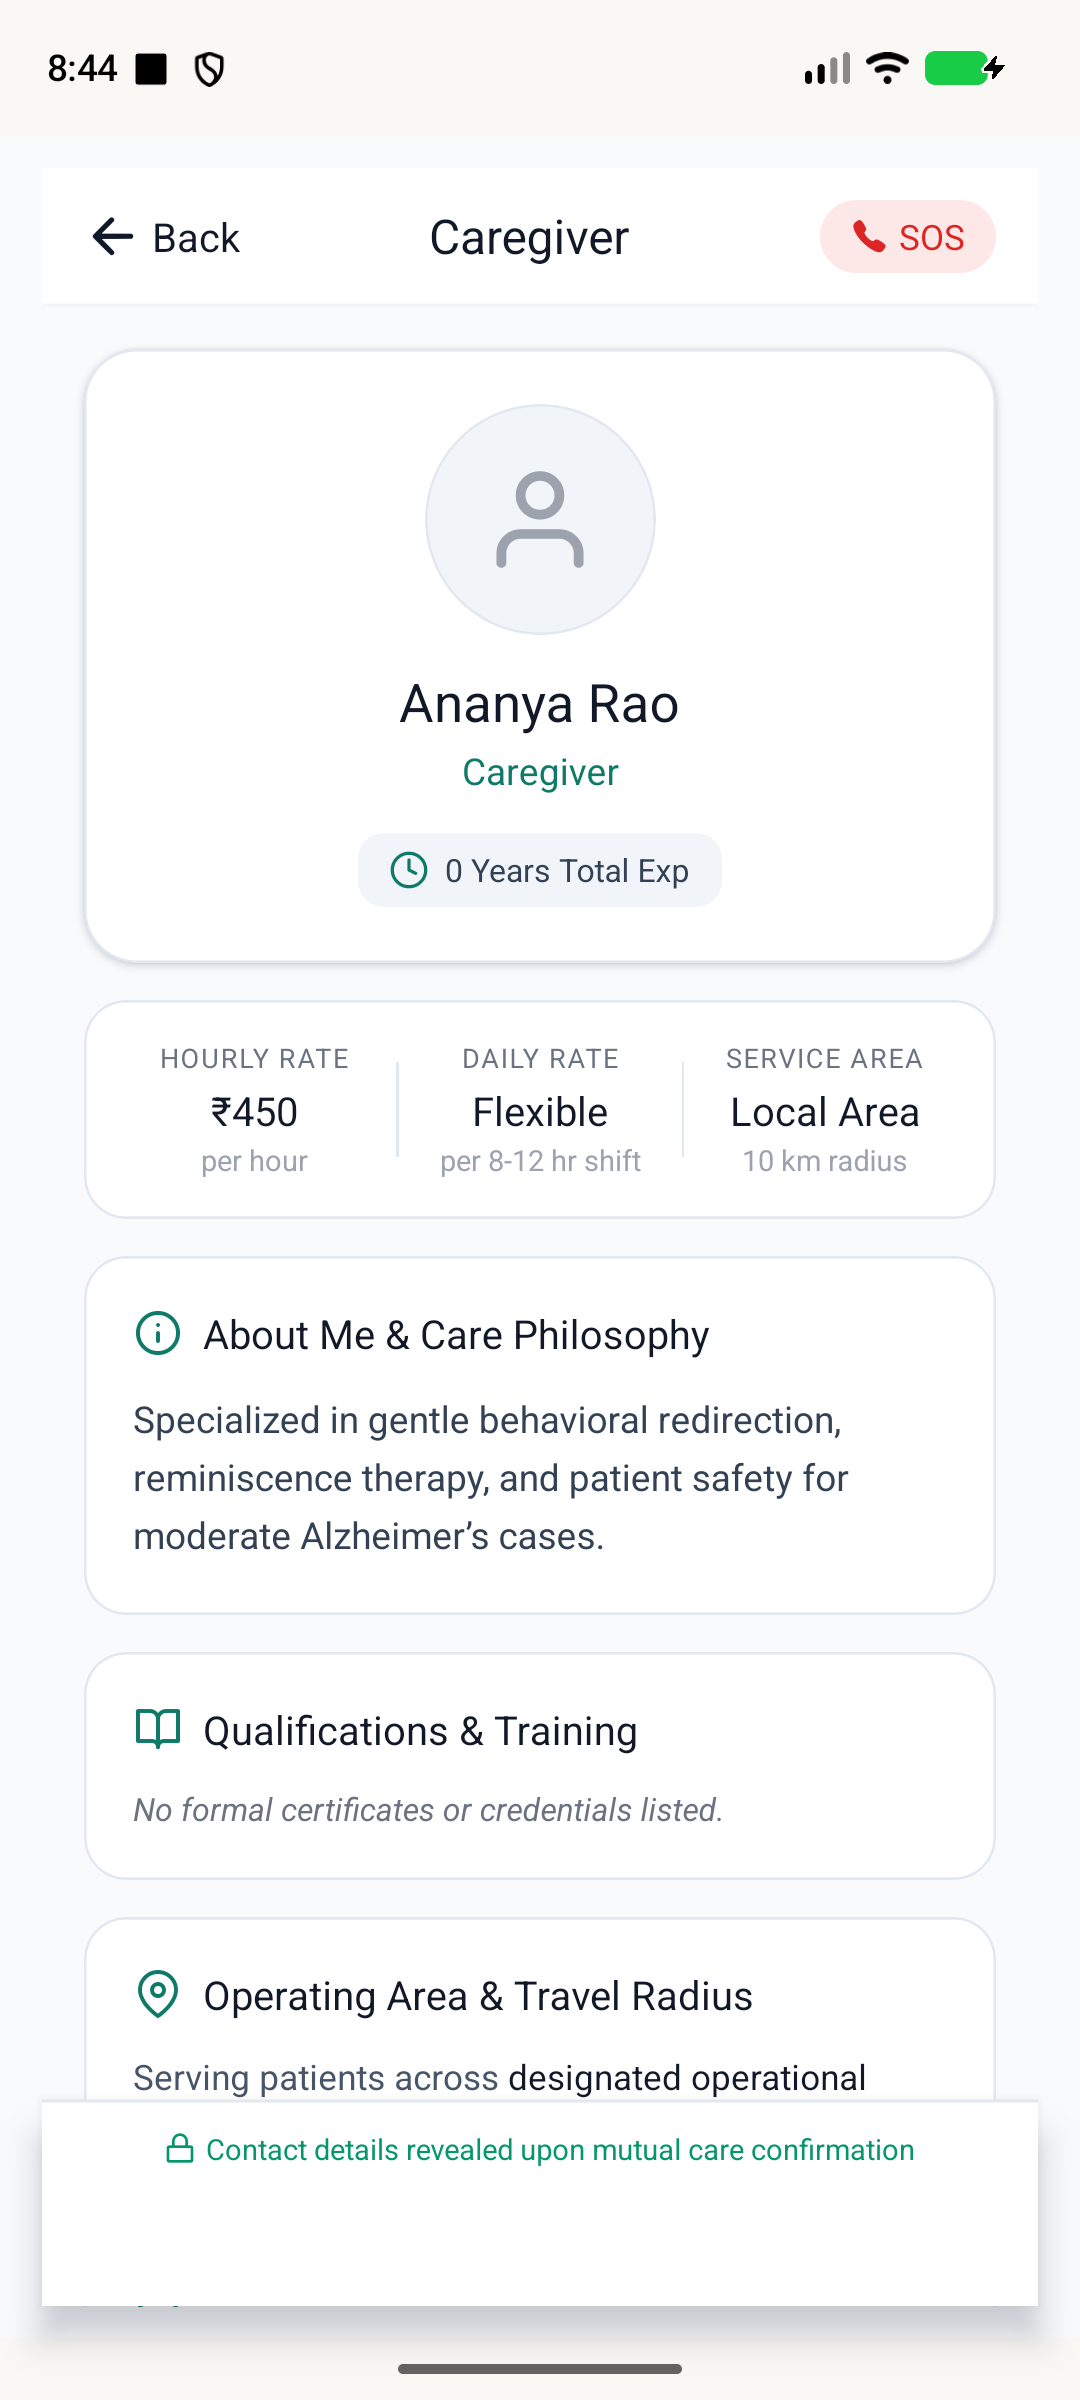 8:44
Back
Caregiver
SOS
Ananya Rao
Caregiver
0 Years Total Exp
HOURLY RATE
₹450
per hour
DAILY RATE
Flexible
per 8-12 hr shift
SERVICE AREA
Local Area
10 km radius
About Me & Care Philosophy
Specialized in gentle behavioral redirection,
reminiscence therapy, and patient safety for
moderate Alzheimer’s cases.
Qualifications & Training
No formal certificates or credentials listed.
Operating Area & Travel Radius
Serving patients across designated operational
Contact details revealed upon mutual care confirmation